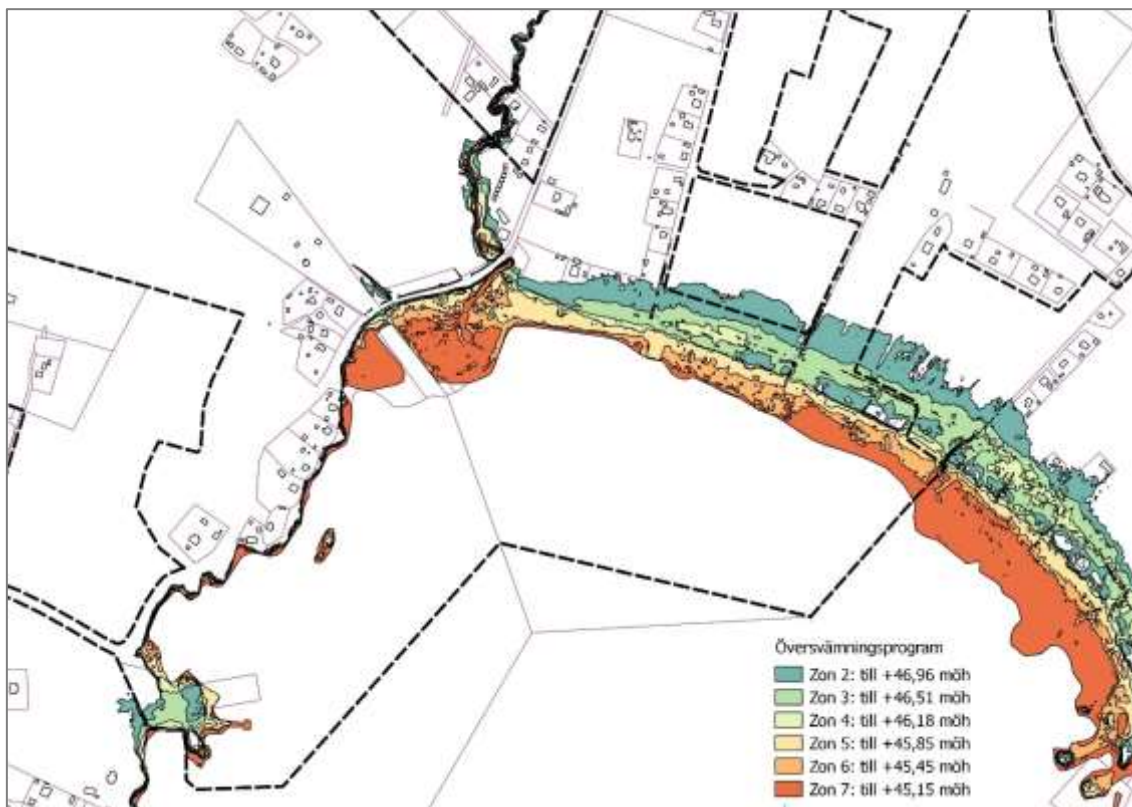 Översvämningsprogram
Zon 2: till +46,96 möh
Zon 3: till +46,51 möh
Zon 4: till +46,18 möh
Zon 5: till +45,85 möh
Zon 6: till +45,45 möh
Zon 7: till +45,15 möh